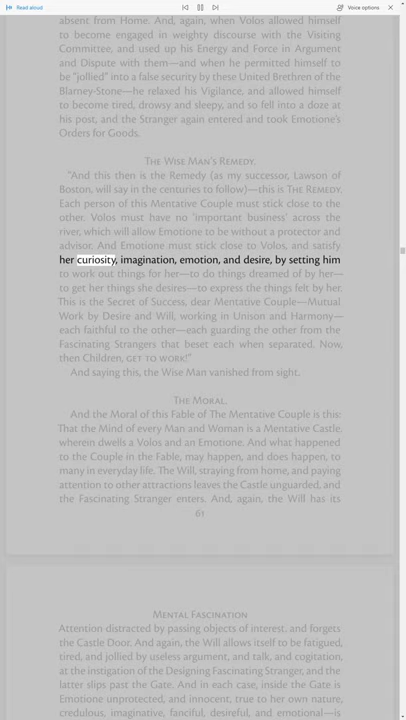 Read aloud
Voice options
absent from Home. And, again, when Volos allowed himself
to become engaged in weighty discourse with the Visiting
Committee, and used up his Energy and Force in Argument
and Dispute with them—and when he permitted himself to
be “jollied” into a false security by these United Brethren of the
Blarney-Stone—he relaxed his Vigilance, and allowed himself
to become tired, drowsy and sleepy, and so fell into a doze at
his post, and the Stranger again entered and took Emotione’s
Orders for Goods.
The Wise Man’s Remedy.
“And this then is the Remedy (as my successor, Lawson of
Boston, will say in the centuries to follow)—this is The Remedy.
Each person of this Mentative Couple must stick close to the
other. Volos must have no ‘important business’ across the
river, which will allow Emotione to be without a protector and
advisor. And Emotione must stick close to Volos, and satisfy
her curiosity, imagination, emotion, and desire, by setting him
to work out things for her—to do things dreamed of by her—
to get her things she desires—to express the things felt by her.
This is the Secret of Success, dear Mentative Couple—Mutual
Work by Desire and Will, working in Unison and Harmony—
each faithful to the other—each guarding the other from the
Fascinating Strangers that beset each when separated. Now,
then Children, get to work!”
And saying this, the Wise Man vanished from sight.
The Moral.
And the Moral of this Fable of The Mentative Couple is this:
That the Mind of every Man and Woman is a Mentative Castle,
wherein dwells a Volos and an Emotione. And what happened
to the Couple in the Fable, may happen, and does happen, to
many in everyday life. The Will, straying from home, and paying
attention to other attractions leaves the Castle unguarded, and
the Fascinating Stranger enters. And, again, the Will has its
61
Mental Fascination
Attention distracted by passing objects of interest, and forgets
the Castle Door. And again, the Will allows itself to be fatigued,
tired, and jollied by useless argument, and talk, and cogitation,
at the instigation of the Designing Fascinating Stranger, and the
latter slips past the Gate. And in each case, inside the Gate is
Emotione unprotected, and innocent, true to her own nature,
credulous, imaginative, fanciful, desireful, and emotional—is